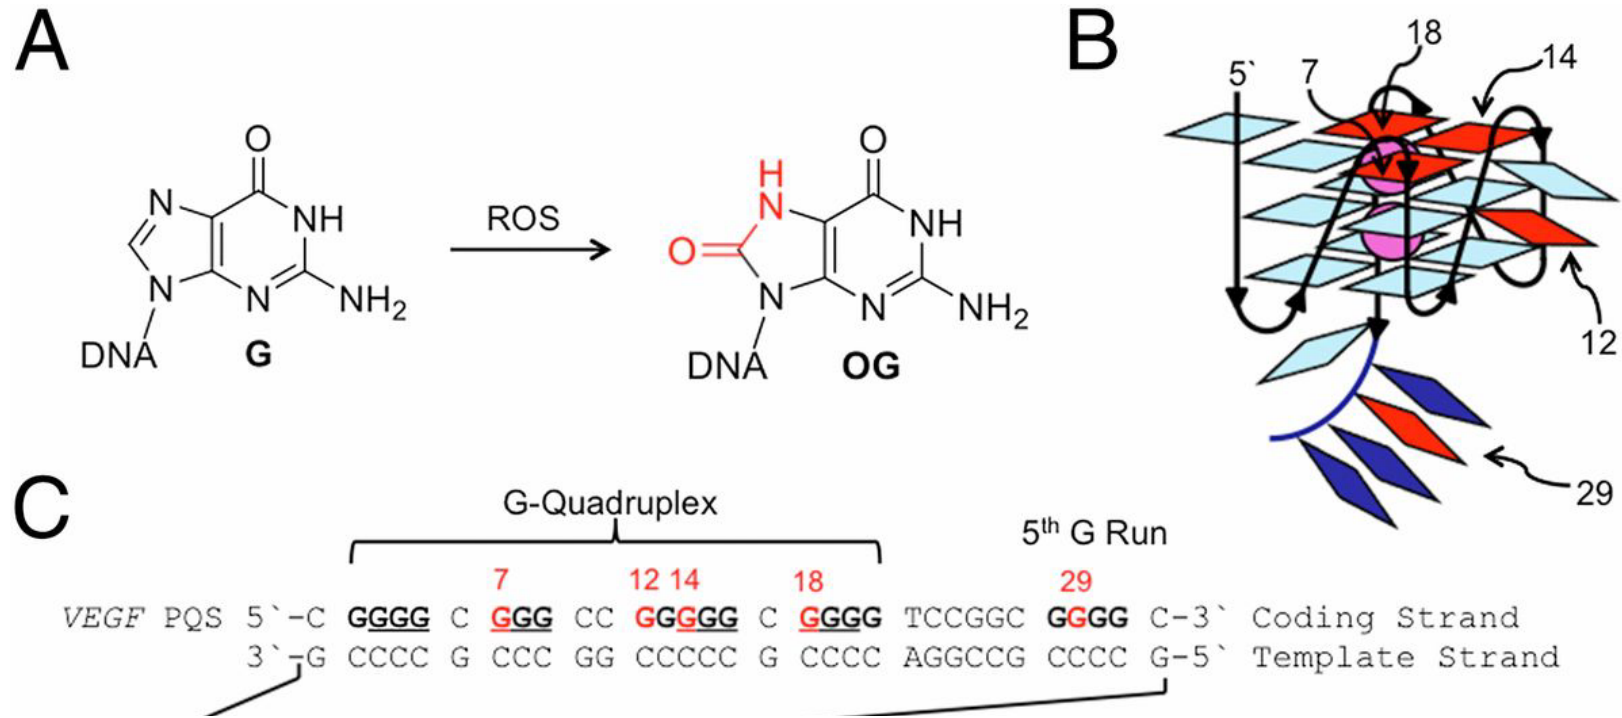 A
O
N
NH
N
N
NH2
DNA
G
ROS
H
O
N
O
NH
N
N
NH2
DNA
OG
B
18
5`
7
14
12
29
C
G-Quadruplex
5th G Run
7 12 14 18 29
VEGF PQS 5`-C GGGG C GGG CC GGGGG C GGGG TCCGGC GGGG C-3` Coding Strand
3`-G CCCC G CCC GG CCCCC G CCCC AGGCCG CCCC G-5` Template Strand